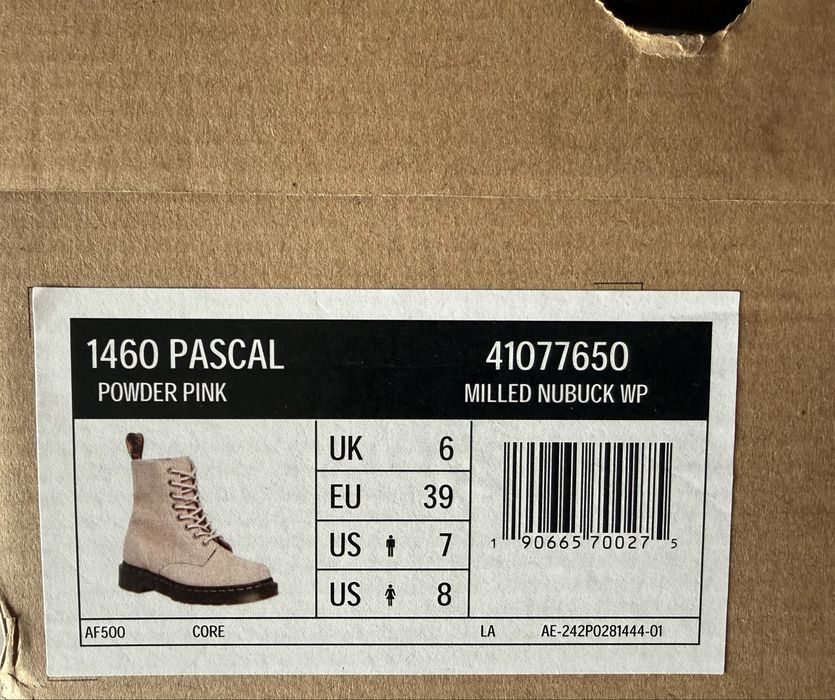 1460 PASCAL 41077650
POWDER PINK MILLED NUBUCK WP
UK 6
EU 39
US 7
US 8
1 90665 70027 5
AF500 CORE LA AE-242P0281444-01